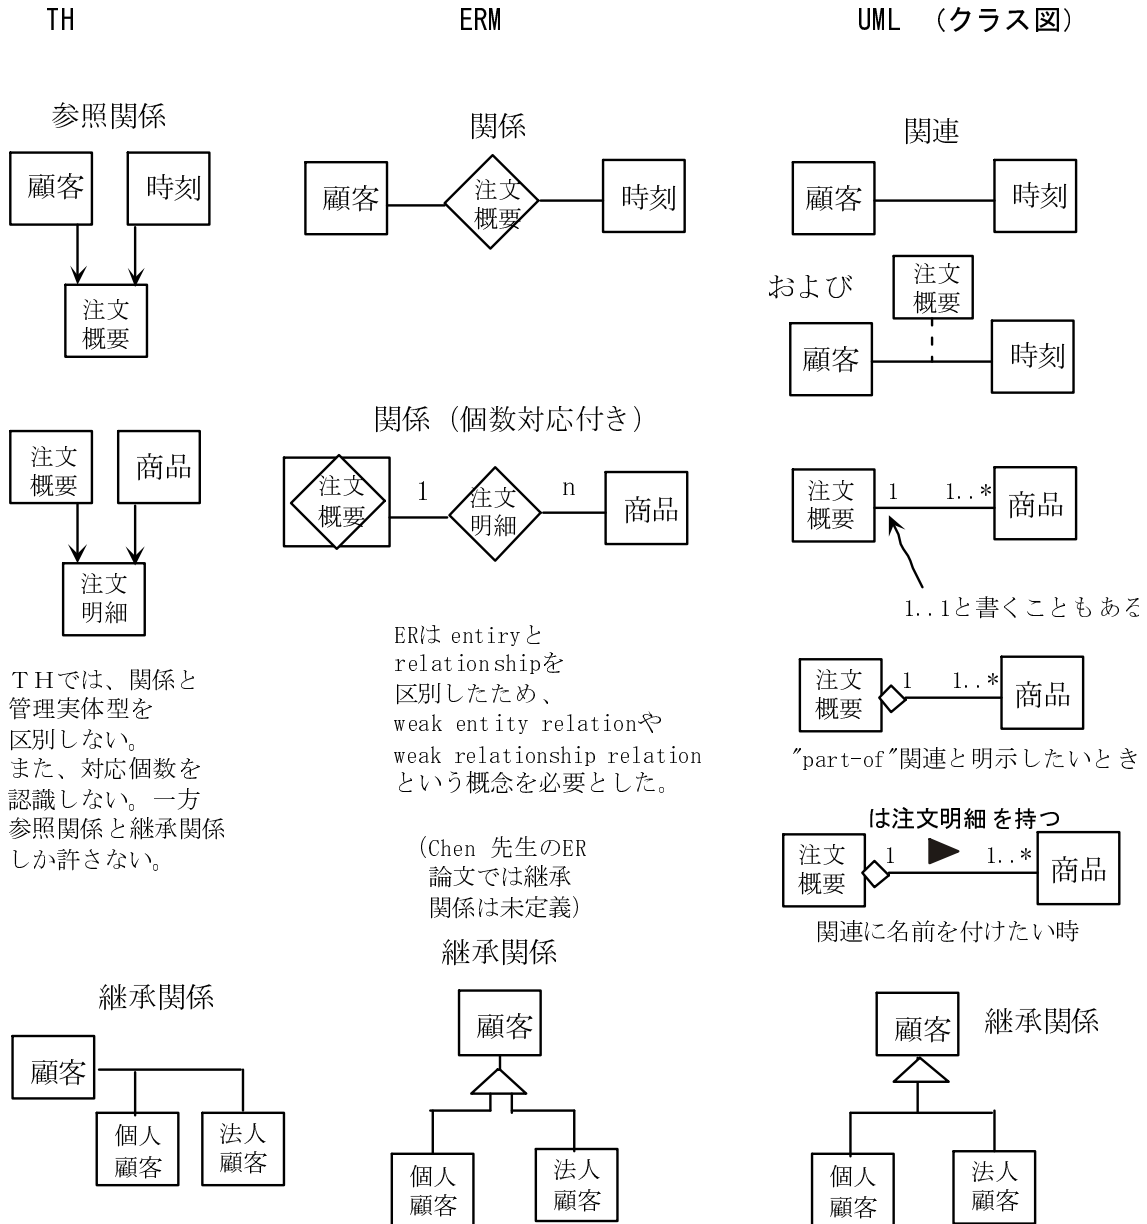 TH
ERM
UML （クラス図）
参照関係
顧客
時刻
注文
概要
関係
顧客
注文
概要
時刻
関連
顧客
時刻
および
注文
概要
顧客
時刻
注文
概要
商品
注文
明細
関係（個数対応付き）
注文
概要
1
注文
明細
n
商品
注文
概要
1
1..*
商品
1..1と書くこともある
ＴＨでは、関係と
管理実体型を
区別しない。
また、対応個数を
認識しない。一方
参照関係と継承関係
しか許さない。
ERは entiryと
relationshipを
区別したため、
weak entity relationや
weak relationship relation
という概念を必要とした。
（Chen 先生のER
論文では継承
関係は未定義）
注文
概要
1
1..*
商品
"part-of"関連と明示したいとき
は注文明細を持つ
注文
概要
1
1..*
商品
関連に名前を付けたい時
継承関係
顧客
個人
顧客
法人
顧客
継承関係
顧客
個人
顧客
法人
顧客
継承関係
顧客
個人
顧客
法人
顧客